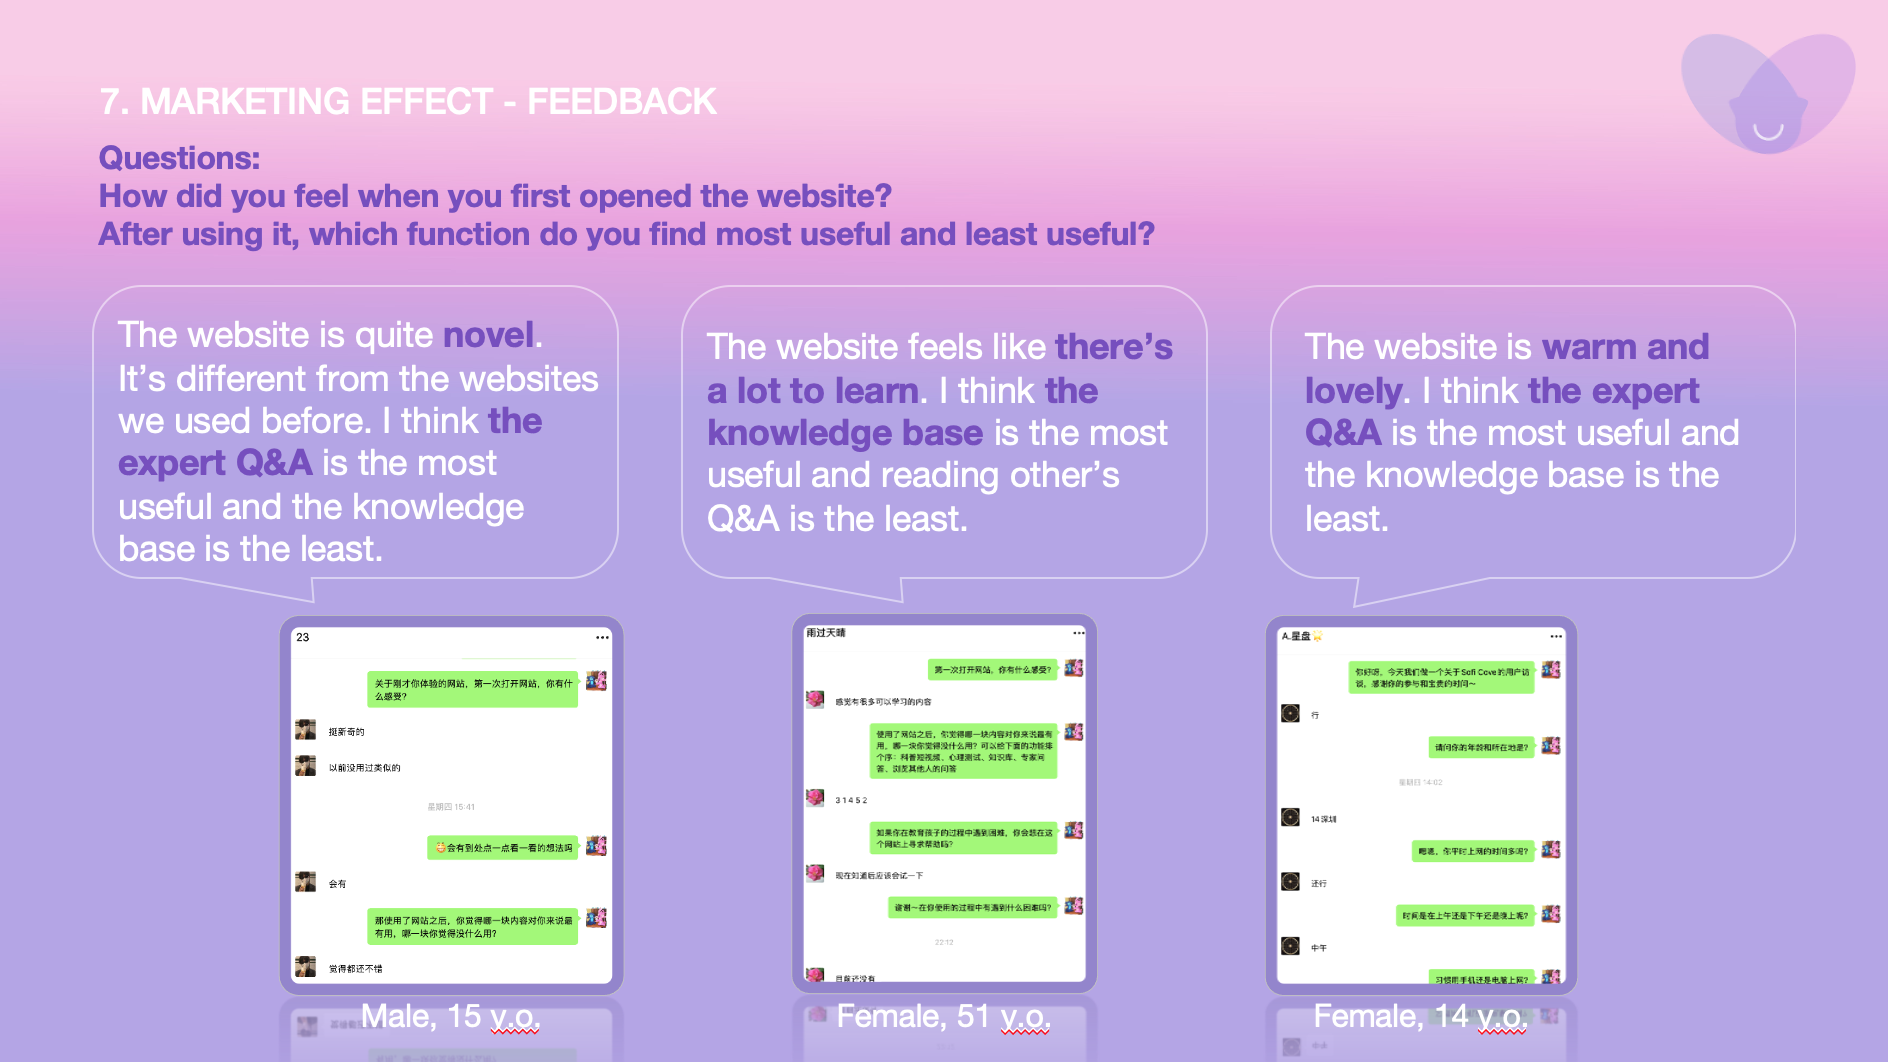 7. MARKETING EFFECT - FEEDBACK
Questions:
How did you feel when you first opened the website?
After using it, which function do you find most useful and least useful?
The website is quite novel.
It’s different from the websites
we used before. I think the
expert Q&A is the most
useful and the knowledge
base is the least.
The website feels like there’s
a lot to learn. I think the
knowledge base is the most
useful and reading other’s
Q&A is the least.
The website is warm and
lovely. I think the expert
Q&A is the most useful and
the knowledge base is the
least.
23
关于刚才你体验的网站，第一次打开网站，你有什
么感受？
挺新奇的
以前没用过类似的
星期四 15:41
会有到处点一点看一看的想法吗
会有
那使用了网站之后，你觉得哪一块内容对你来说最
有用，哪一块你觉得没什么用？
觉得都还不错
Male, 15 y.o.
雨过天晴
第一次打开网站，你有什么感受？
感觉有很多可以学习的内容
使用了网站之后，你觉得哪一块内容对你来说最有
用，哪一块你觉得没什么用？可以给下面的功能排
个序：科普短视频、心理测试、知识库、专家问
答、浏览其他人的问答
3 1 4 5 2
如果你在教育孩子的过程中遇到困难，你会想在这
个网站上寻求帮助吗？
现在知道后应该会试一下
谢谢～在你使用的过程中有遇到什么困难吗？
22:12
目前还没有
Female, 51 y.o.
A.星盘
你好呀，今天我们做一个关于Sofi Cove的用户访
谈，感谢你的参与和宝贵的时间～
行
请问你的年龄和所在地是？
星期四 14:02
14 深圳
嗯嗯，你平时上网的时间多吗？
还行
时间是在上午还是下午还是晚上呢？
中午
习惯用手机还是电脑上网？
Female, 14 y.o.